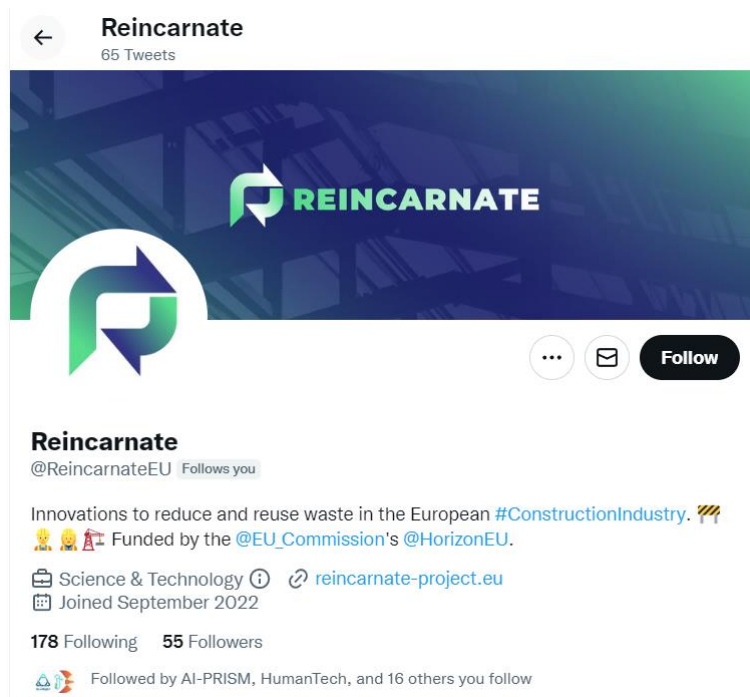 Reincarnate
65 Tweets
REINCARNATE
Follow
Reincarnate
@ReincarnateEU Follows you
Innovations to reduce and reuse waste in the European #ConstructionIndustry. 🚧
👷 👷 🏗️ Funded by the @EU_Commission's @HorizonEU.
Science & Technology reincarnate-project.eu
Joined September 2022
178 Following 55 Followers
Followed by AI-PRISM, HumanTech, and 16 others you follow